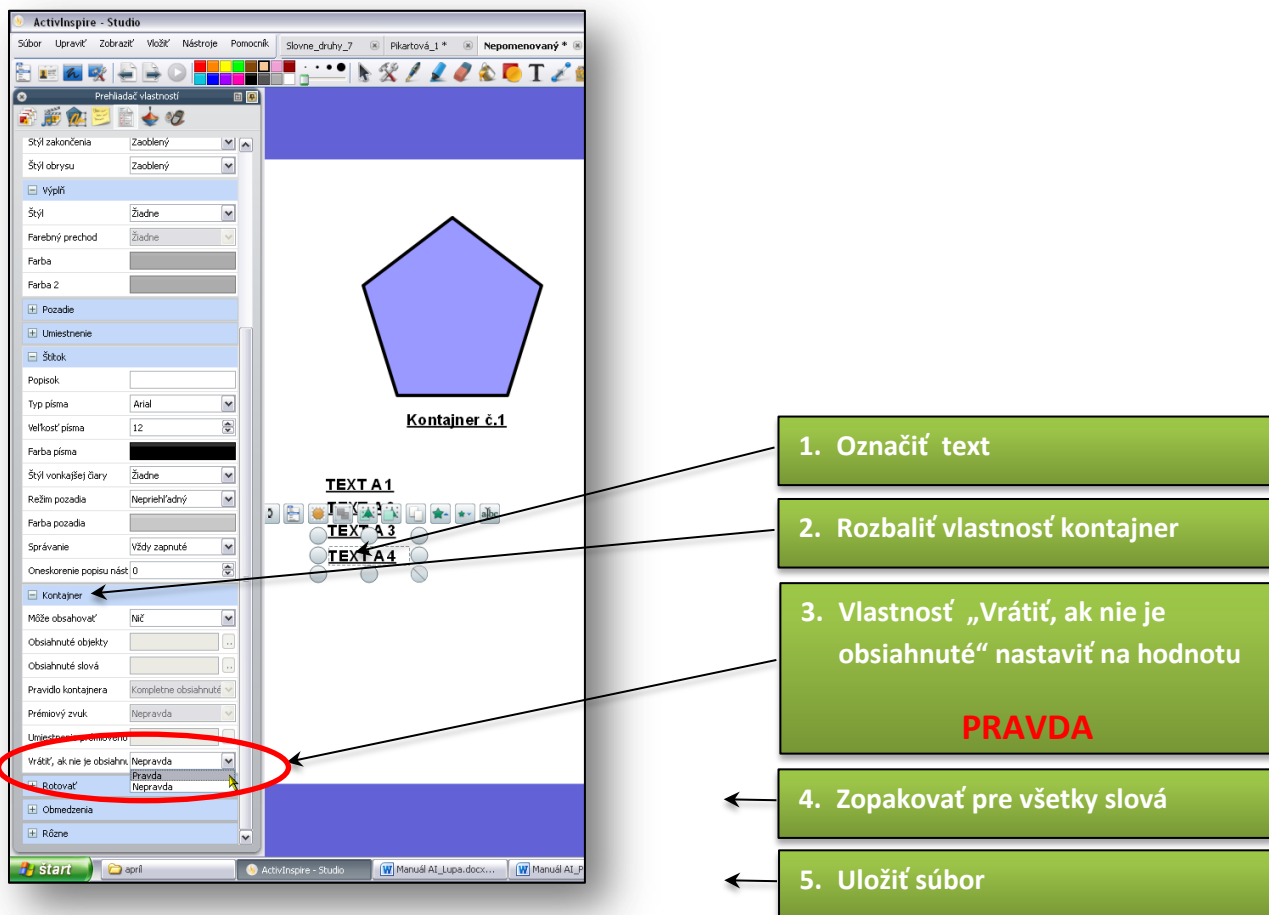 ActivInspire - Studio
Súbor Upraviť Zobraziť Vložiť Nástroje Pomocník Slovne_druhy_7 Pikartová_1 * Nepomenovaný *
Prehliadač vlastností
Štýl zakončenia Zaoblený
Štýl obrysu Zaoblený
Výplň
Štýl Žiadne
Farebný prechod Žiadne
Farba
Farba 2
Pozadie
Umiestnenie
Štítok
Popisok
Typ písma Arial
Veľkosť písma 12
Farba písma
Štýl vonkajšej čiary Žiadne
Režim pozadia Nepriehľadný
Farba pozadia
Správanie Vždy zapnuté
Oneskorenie popisu nást 0
Kontajner
Môže obsahovať Nič
Obsiahnuté objekty
Obsiahnuté slová
Pravidlo kontajnera Kompletne obsiahnuté
Prémiový zvuk Nepravda
Umiestnenie prémiového
Vrátiť, ak nie je obsiahnu Nepravda
Pravda
Rotovať Nepravda
Obmedzenia
Rôzne
Kontajner č.1
TEXT A 1
TEXT A 3
TEXT A 4
1. Označiť text
2. Rozbaliť vlastnosť kontajner
3. Vlastnosť „Vrátiť, ak nie je
obsiahnuté“ nastaviť na hodnotu
PRAVDA
4. Zopakovať pre všetky slová
5. Uložiť súbor
štart apríl ActivInspire - Studio Manuál AI_Lupa.docx... Manuál AI_P